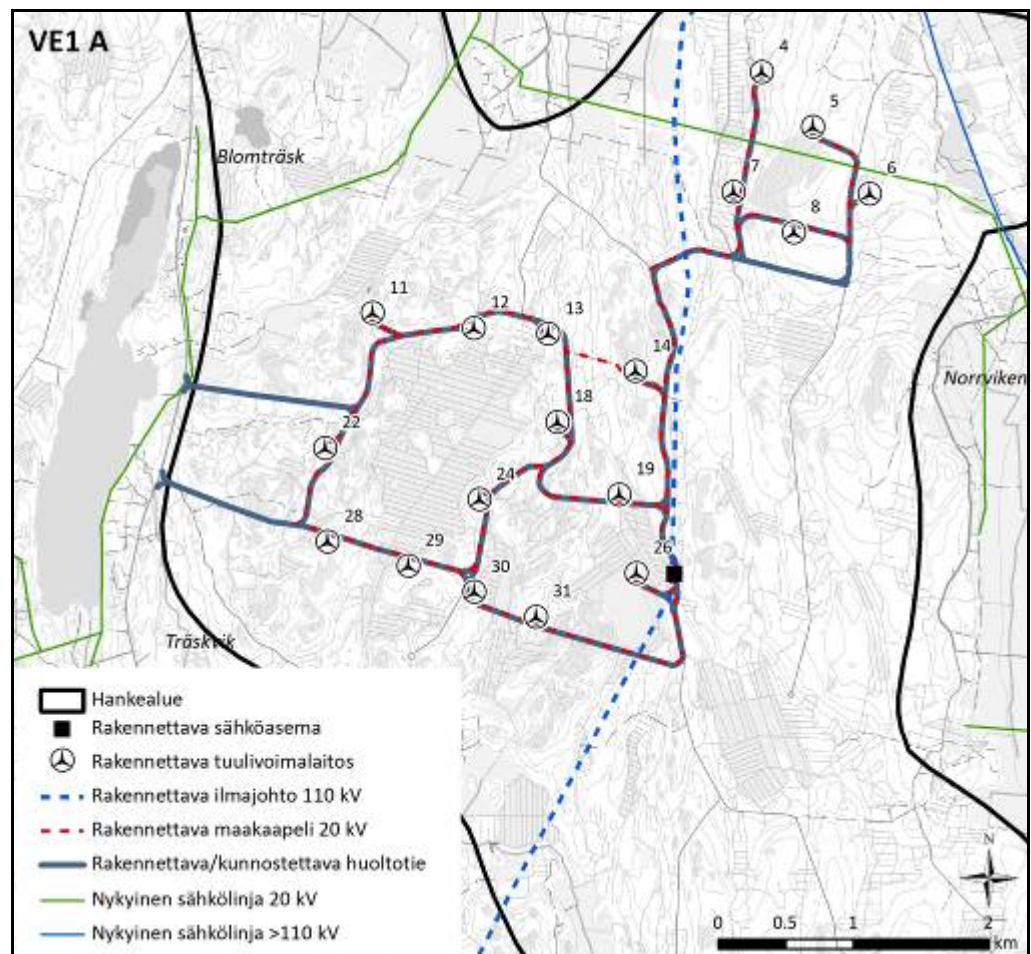 VE1 A
4
5
Blomträsk
7
6
8
11
12
13
14
Norrviken
18
22
19
24
28
26
29
30
31
Träskvik
Hankealue
Rakennettava sähköasema
Rakennettava tuulivoimalaitos
Rakennettava ilmajohto 110 kV
Rakennettava maakaapeli 20 kV
Rakennettava/kunnostettava huoltotie
Nykyinen sähkölinja 20 kV
Nykyinen sähkölinja >110 kV
N
0 0.5 1 2
km